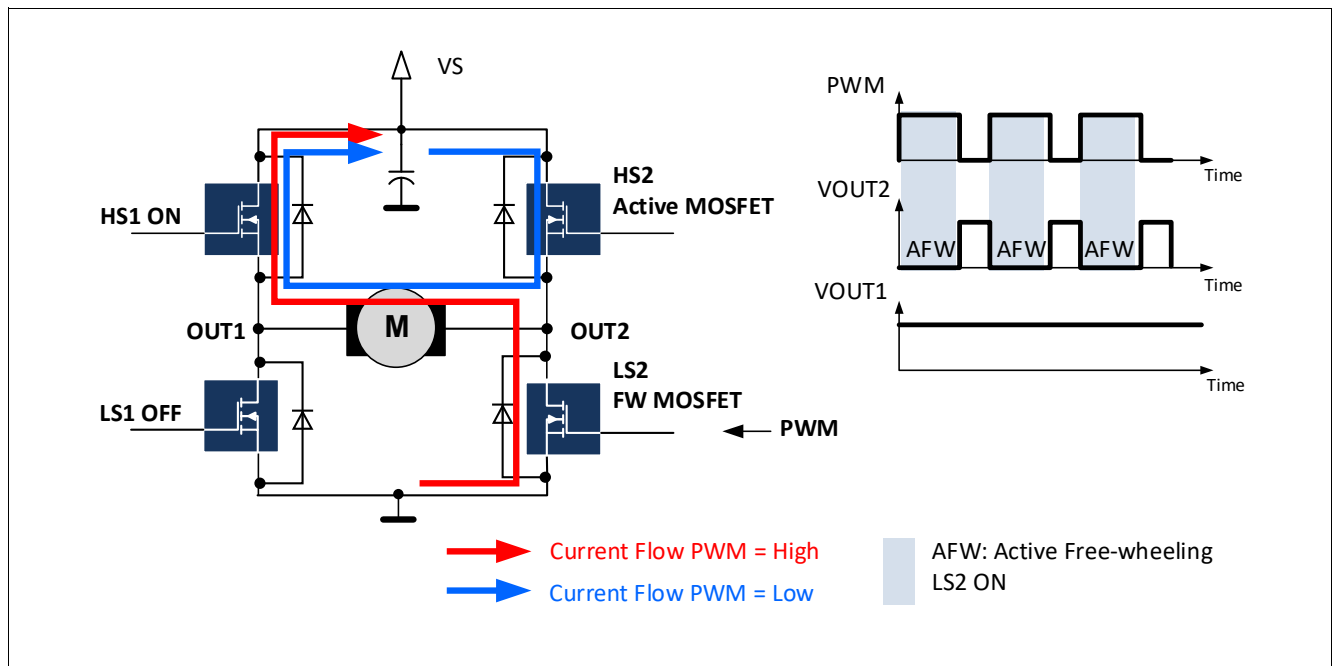 VS
HS1 ON
HS2
Active MOSFET
OUT1
M
OUT2
LS1 OFF
LS2
FW MOSFET
PWM
Current Flow PWM = High
Current Flow PWM = Low
PWM
Time
VOUT2
AFW
AFW
AFW
Time
VOUT1
Time
AFW: Active Free-wheeling
LS2 ON